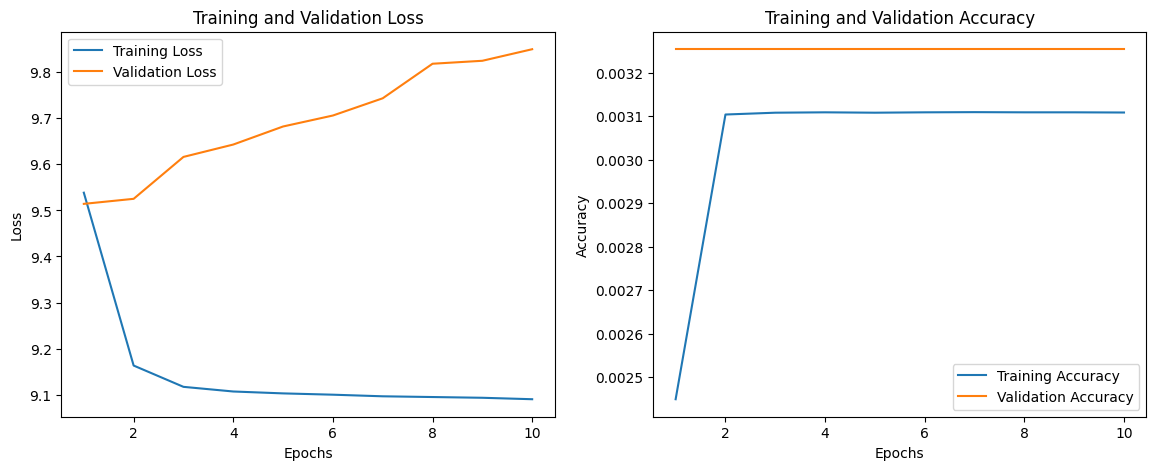 Training and Validation Loss
Training Loss
Validation Loss
9.8
9.7
9.6
9.5
9.4
9.3
9.2
9.1
Loss
2 4 6 8 10
Epochs
Training and Validation Accuracy
0.0032
0.0031
0.0030
0.0029
0.0028
0.0027
0.0026
0.0025
Accuracy
Training Accuracy
Validation Accuracy
2 4 6 8 10
Epochs